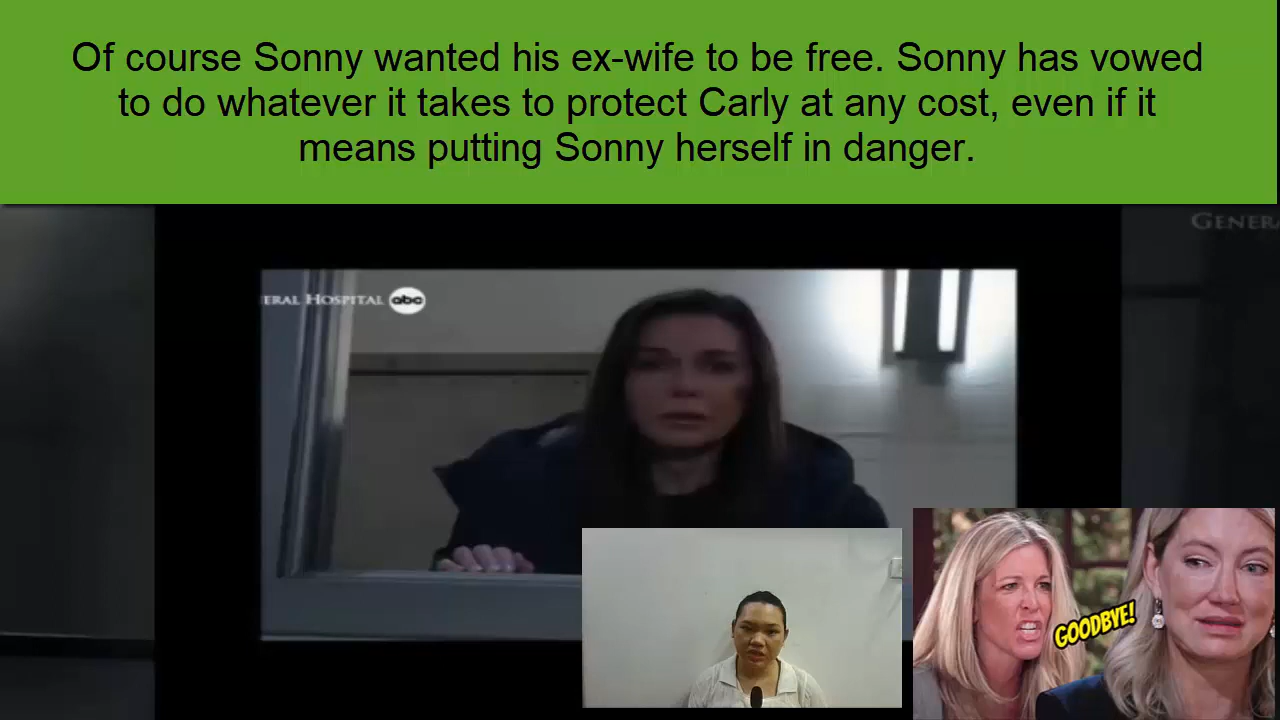 Of course Sonny wanted his ex-wife to be free. Sonny has vowed
to do whatever it takes to protect Carly at any cost, even if it
means putting Sonny herself in danger.
GENERA
ERAL HOSPITAL abc
GOODBYE!